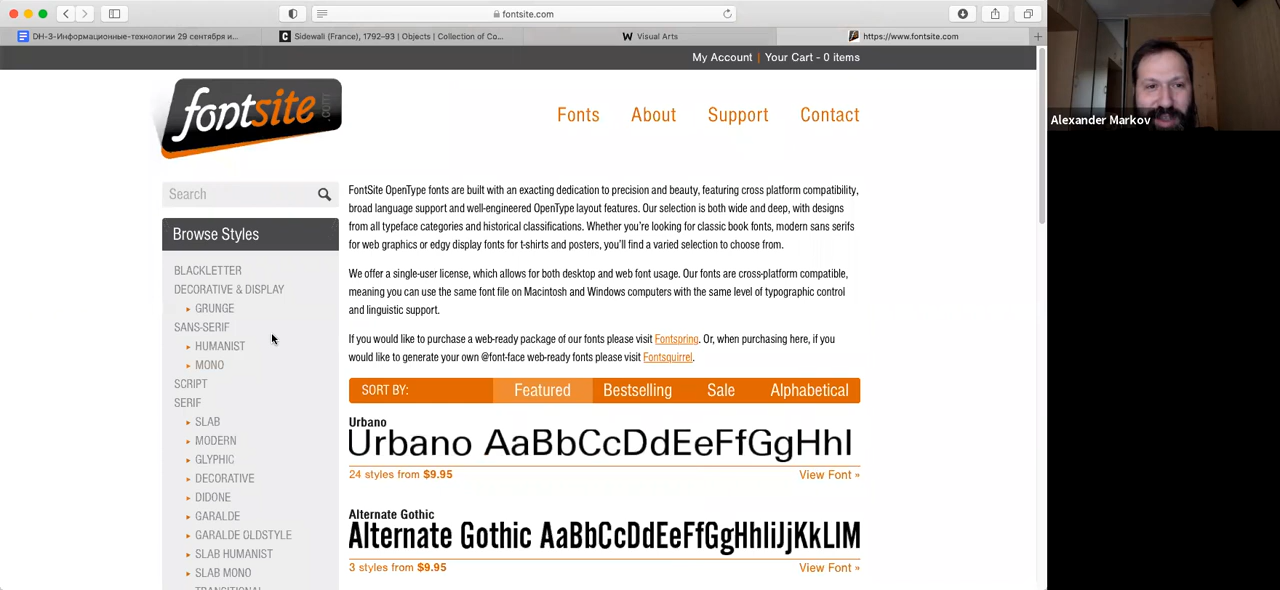 fontsite.com
DH-3-Информационные-технологии 29 сентября и...
Sidewall (France), 1792–93 | Objects | Collection of Co...
Visual Arts
https://www.fontsite.com
My Account | Your Cart - 0 items
fontsite.com
Fonts
About
Support
Contact
Search
Browse Styles
BLACKLETTER
DECORATIVE & DISPLAY
GRUNGE
SANS-SERIF
HUMANIST
MONO
SCRIPT
SERIF
SLAB
MODERN
GLYPHIC
DECORATIVE
DIDONE
GARALDE
GARALDE OLDSTYLE
SLAB HUMANIST
SLAB MONO
TRANSITIONAL
FontSite OpenType fonts are built with an exacting dedication to precision and beauty, featuring cross platform compatibility,
broad language support and well-engineered OpenType layout features. Our selection is both wide and deep, with designs
from all typeface categories and historical classifications. Whether you're looking for classic book fonts, modern sans serifs
for web graphics or edgy display fonts for t-shirts and posters, you'll find a varied selection to choose from.
We offer a single-user license, which allows for both desktop and web font usage. Our fonts are cross-platform compatible,
meaning you can use the same font file on Macintosh and Windows computers with the same level of typographic control
and linguistic support.
If you would like to purchase a web-ready package of our fonts please visit Fontspring. Or, when purchasing here, if you
would like to generate your own @font-face web-ready fonts please visit Fontsquirrel.
SORT BY:
Featured
Bestselling
Sale
Alphabetical
Urbano
Urbano AaBbCcDdEeFfGgHhI
24 styles from $9.95
View Font »
Alternate Gothic
Alternate Gothic AaBbCcDdEeFfGgHhIiJjKkLlM
3 styles from $9.95
View Font »
Alexander Markov